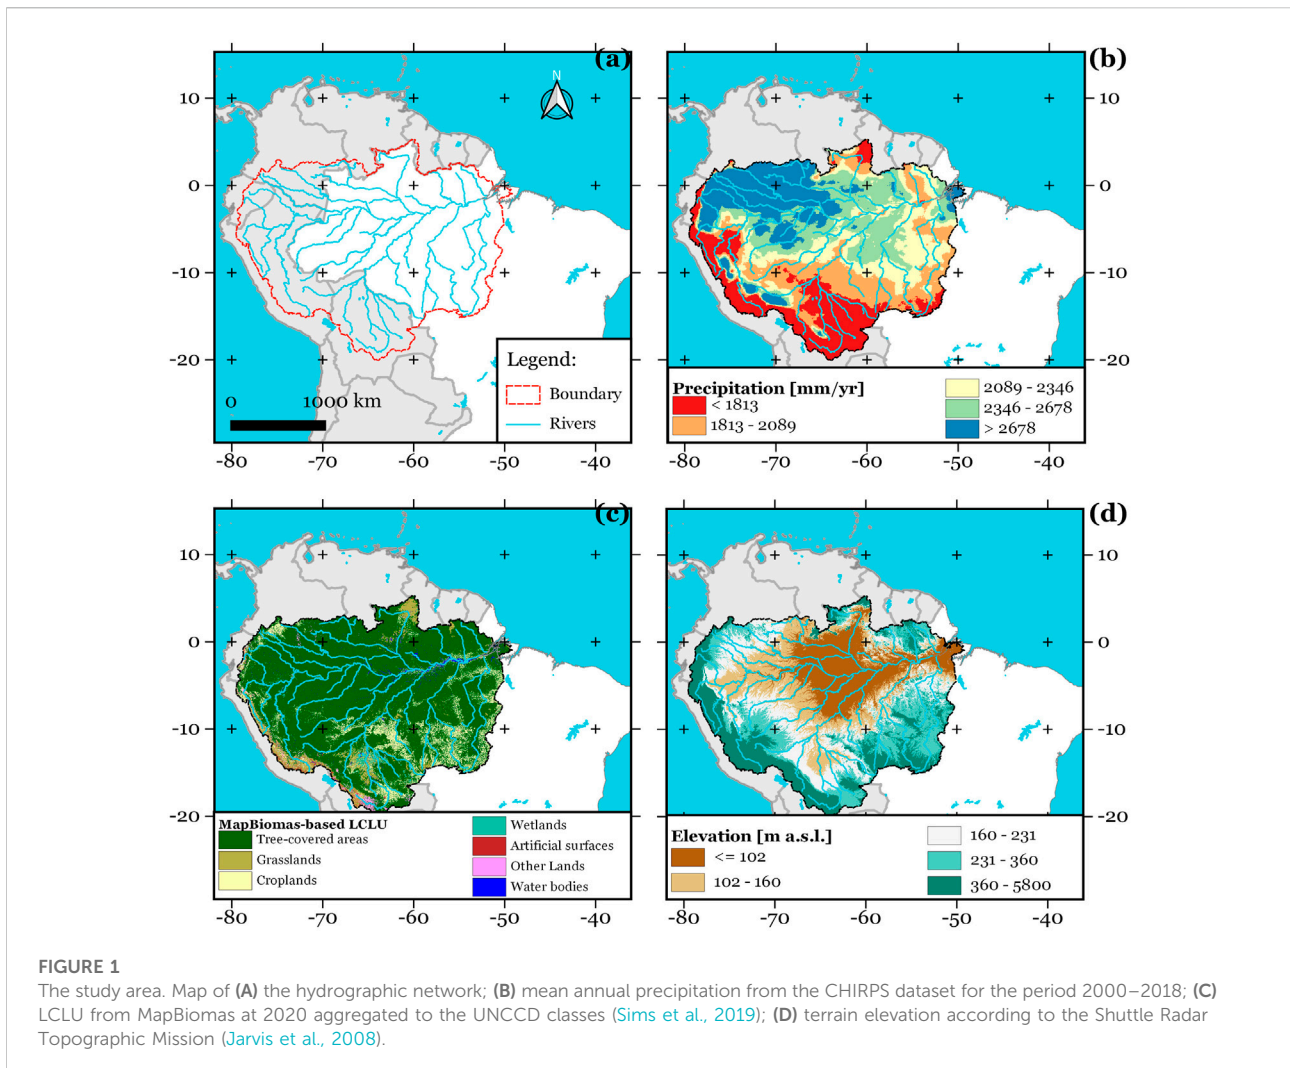 (a)
N
10
0
-10
-20
Legend:
Boundary
Rivers
0 1000 km
-80 -70 -60 -50 -40
(b)
10
0
-10
-20
Precipitation [mm/yr]
< 1813
1813 - 2089
2089 - 2346
2346 - 2678
> 2678
-80 -70 -60 -50 -40
(c)
10
0
-10
-20
MapBiomas-based LCLU
Tree-covered areas
Grasslands
Croplands
Wetlands
Artificial surfaces
Other Lands
Water bodies
-80 -70 -60 -50 -40
(d)
10
0
-10
-20
Elevation [m a.s.l.]
<= 102
102 - 160
160 - 231
231 - 360
360 - 5800
-80 -70 -60 -50 -40
FIGURE 1
The study area. Map of (A) the hydrographic network; (B) mean annual precipitation from the CHIRPS dataset for the period 2000–2018; (C)
LCLU from MapBiomas at 2020 aggregated to the UNCCD classes (Sims et al., 2019); (D) terrain elevation according to the Shuttle Radar
Topographic Mission (Jarvis et al., 2008).